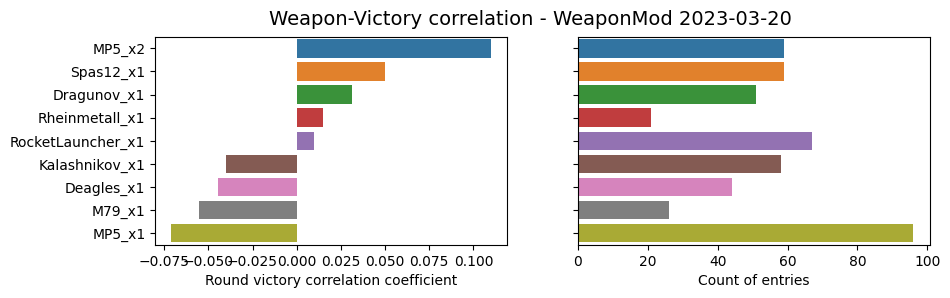 Weapon-Victory correlation - WeaponMod 2023-03-20
MP5_x2
Spas12_x1
Dragunov_x1
Rheinmetall_x1
RocketLauncher_x1
Kalashnikov_x1
Deagles_x1
M79_x1
MP5_x1
−0.075 −0.050 −0.025 0.000 0.025 0.050 0.075 0.100
Round victory correlation coefficient
0 20 40 60 80 100
Count of entries